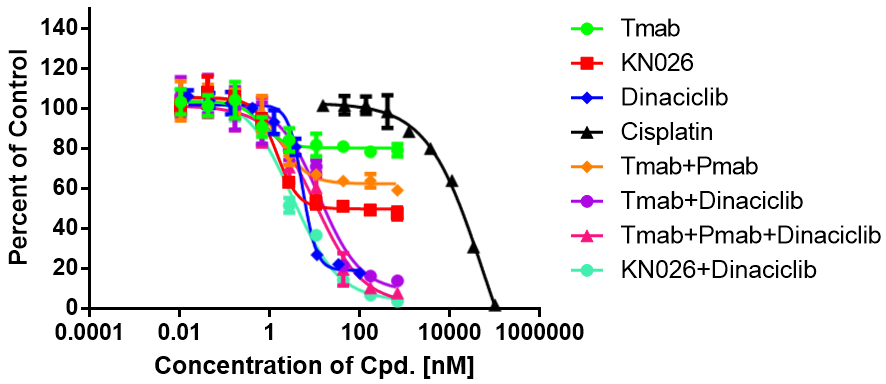 Percent of Control
140
120
100
80
60
40
20
0
0.0001
0.01
1
100
10000
1000000
Concentration of Cpd. [nM]
Tmab
KN026
Dinaciclib
Cisplatin
Tmab+Pmab
Tmab+Dinaciclib
Tmab+Pmab+Dinaciclib
KN026+Dinaciclib